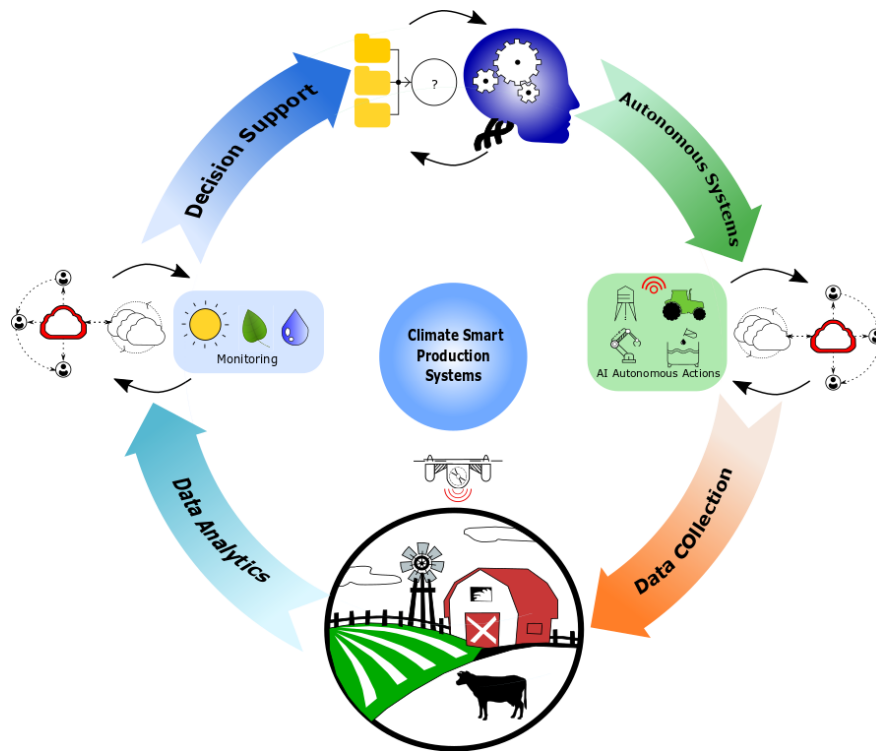 Decision Support
?
Autonomous Systems
Monitoring
Climate Smart
Production
Systems
AI Autonomous Actions
Data Analytics
Data COllection